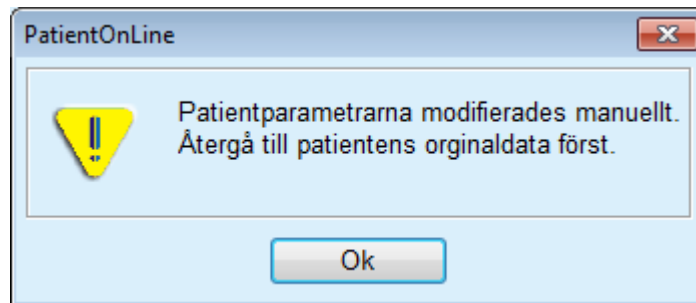 PatientOnLine
Patientparametrarna modifierades manuellt.
Återgå till patientens orginaldata först.
Ok